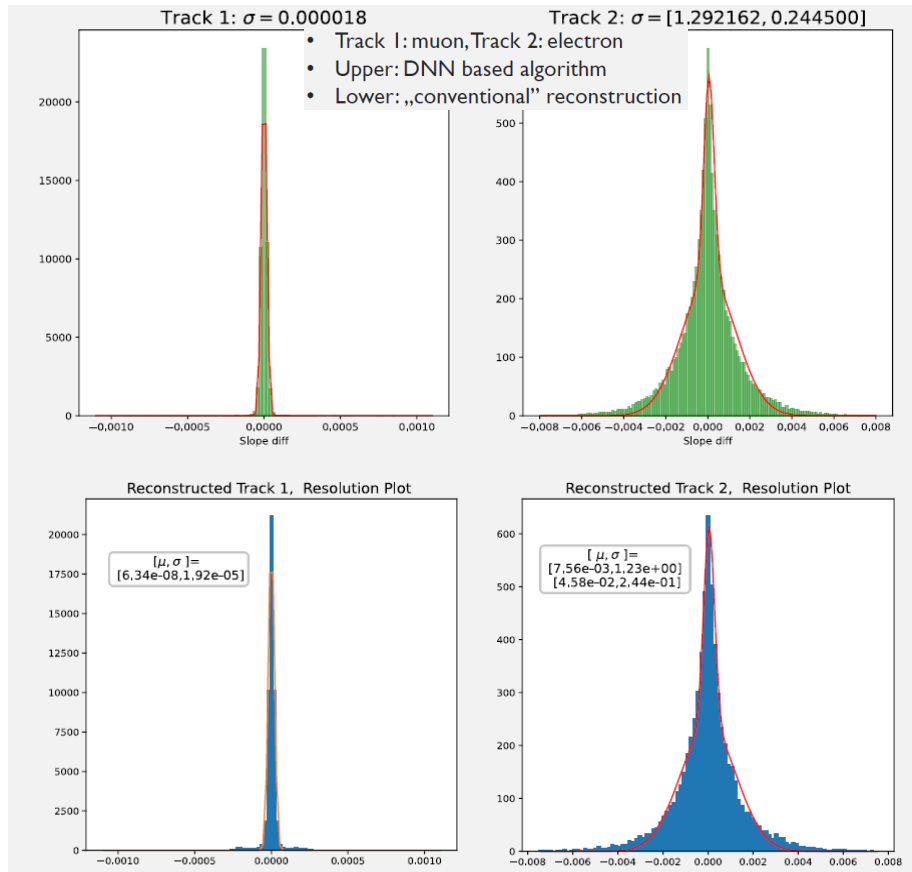 Track 1: σ = 0.000018
Track 2: σ = [1.292162, 0.244500]
• Track 1: muon, Track 2: electron
• Upper: DNN based algorithm
• Lower: „conventional” reconstruction
20000
15000
10000
5000
0
−0.0010 −0.0005 0.0000 0.0005 0.0010
Slope diff
500
400
300
200
100
0
−0.008 −0.006 −0.004 −0.002 0.000 0.002 0.004 0.006 0.008
Slope diff
Reconstructed Track 1, Resolution Plot
[μ, σ ]=
[6,34e-08,1,92e-05]
20000
17500
15000
12500
10000
7500
5000
2500
0
−0.0010 −0.0005 0.0000 0.0005 0.0010
Reconstructed Track 2, Resolution Plot
[ μ, σ ]=
[7,56e-03,1,23e+00]
[4,58e-02,2,44e-01]
600
500
400
300
200
100
0
−0.008 −0.006 −0.004 −0.002 0.000 0.002 0.004 0.006 0.008